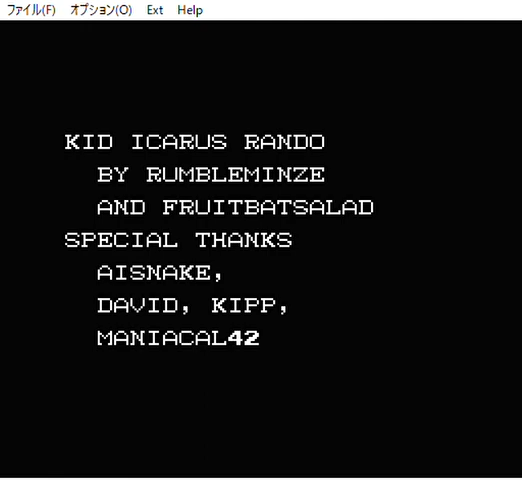 ファイル(F) オプション(O) Ext Help
KID ICARUS RANDO
BY RUMBLEMINZE
AND FRUITBATSALAD
SPECIAL THANKS
AISNAKE,
DAVID, KIPP,
MANIACAL42